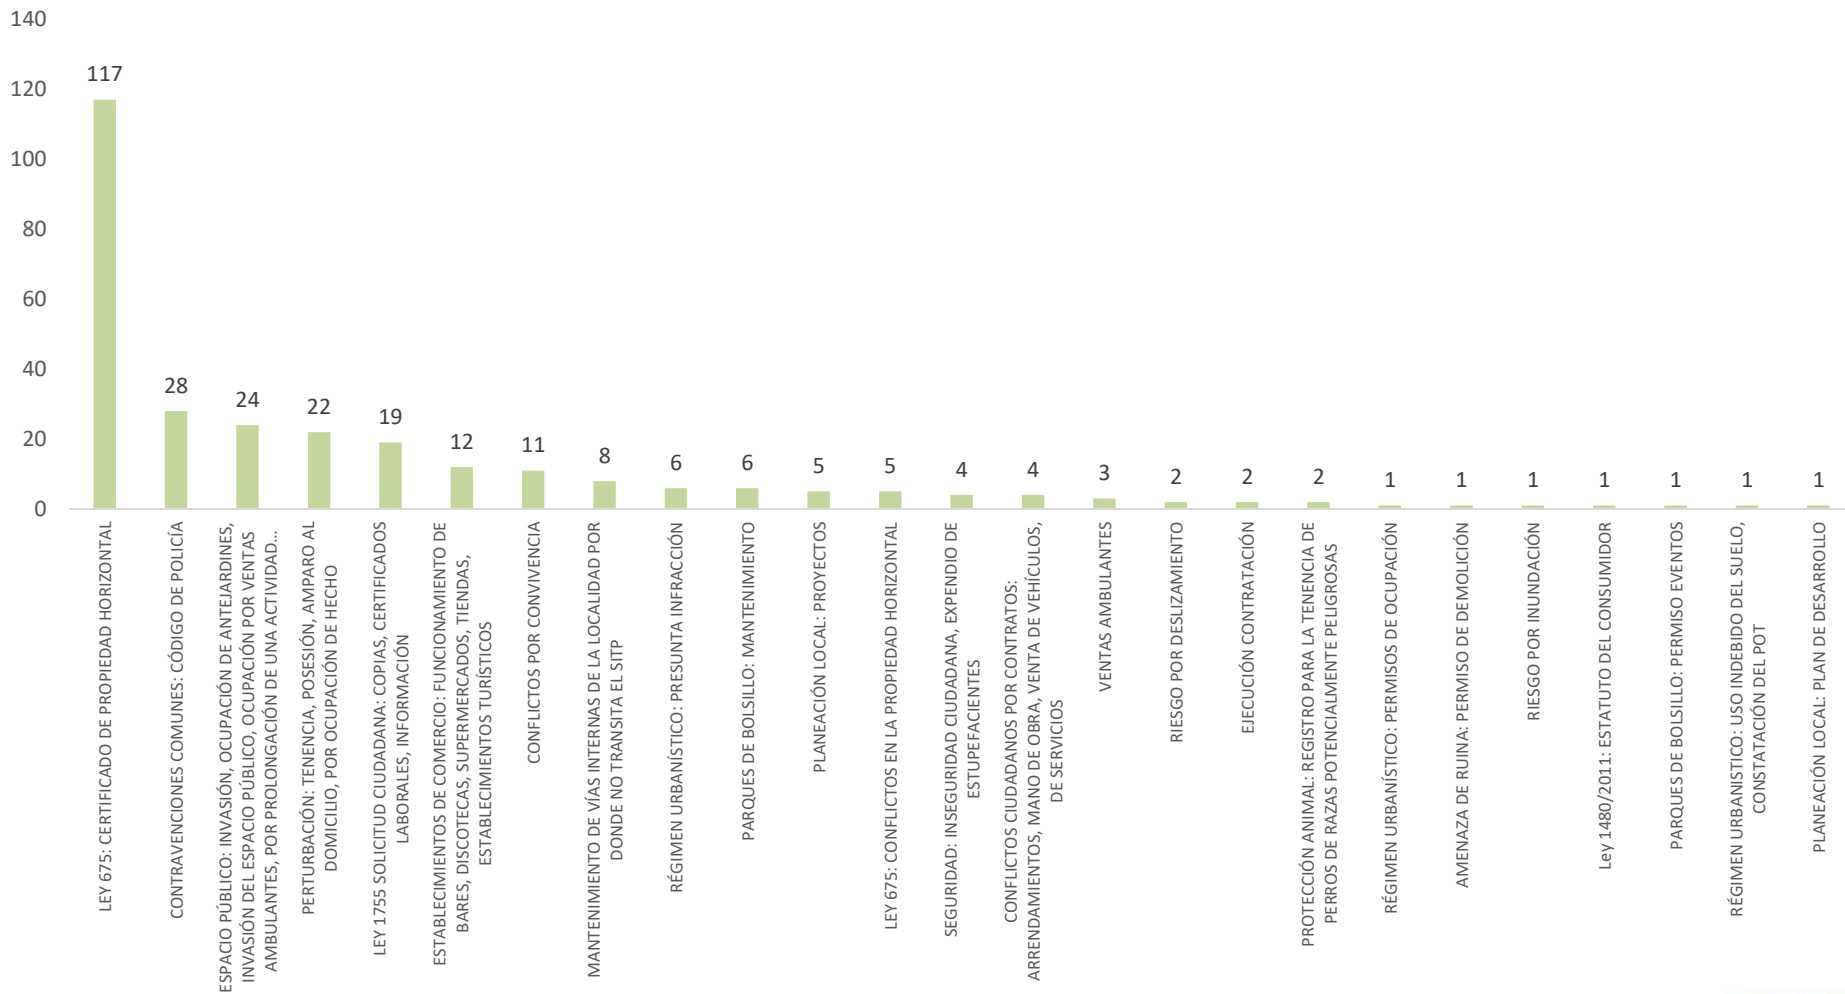 140
120
100
80
60
40
20
0
117
28
24
22
19
12
11
8
6
6
5
5
4
4
3
2
2
2
1
1
1
1
1
1
1
LEY 675: CERTIFICADO DE PROPIEDAD HORIZONTAL
CONTRAVENCIONES COMUNES: CÓDIGO DE POLICÍA
ESPACIO PÚBLICO: INVASIÓN, OCUPACIÓN DE ANTEJARDINES,
INVASIÓN DEL ESPACIO PÚBLICO, OCUPACIÓN POR VENTAS
AMBULANTES, POR PROLONGACIÓN DE UNA ACTIVIDAD...
PERTURBACIÓN: TENENCIA, POSESIÓN, AMPARO AL
DOMICILIO, POR OCUPACIÓN DE HECHO
LEY 1755 SOLICITUD CIUDADANA: COPIAS, CERTIFICADOS
LABORALES, INFORMACIÓN
ESTABLECIMIENTOS DE COMERCIO: FUNCIONAMIENTO DE
BARES, DISCOTECAS, SUPERMERCADOS, TIENDAS,
ESTABLECIMIENTOS TURÍSTICOS
CONFLICTOS POR CONVIVENCIA
MANTENIMIENTO DE VÍAS INTERNAS DE LA LOCALIDAD POR
DONDE NO TRANSITA EL SITP
RÉGIMEN URBANÍSTICO: PRESUNTA INFRACCIÓN
PARQUES DE BOLSILLO: MANTENIMIENTO
PLANEACIÓN LOCAL: PROYECTOS
LEY 675: CONFLICTOS EN LA PROPIEDAD HORIZONTAL
SEGURIDAD: INSEGURIDAD CIUDADANA, EXPENDIO DE
ESTUPEFACIENTES
CONFLICTOS CIUDADANOS POR CONTRATOS:
ARRENDAMIENTOS, MANO DE OBRA, VENTA DE VEHÍCULOS,
DE SERVICIOS
VENTAS AMBULANTES
RIESGO POR DESLIZAMIENTO
EJECUCIÓN CONTRATACIÓN
PROTECCIÓN ANIMAL: REGISTRO PARA LA TENENCIA DE
PERROS DE RAZAS POTENCIALMENTE PELIGROSAS
RÉGIMEN URBANÍSTICO: PERMISOS DE OCUPACIÓN
AMENAZA DE RUINA: PERMISO DE DEMOLICIÓN
RIESGO POR INUNDACIÓN
Ley 1480/2011: ESTATUTO DEL CONSUMIDOR
PARQUES DE BOLSILLO: PERMISO EVENTOS
RÉGIMEN URBANISTICO: USO INDEBIDO DEL SUELO,
CONSTATACIÓN DEL POT
PLANEACIÓN LOCAL: PLAN DE DESARROLLO